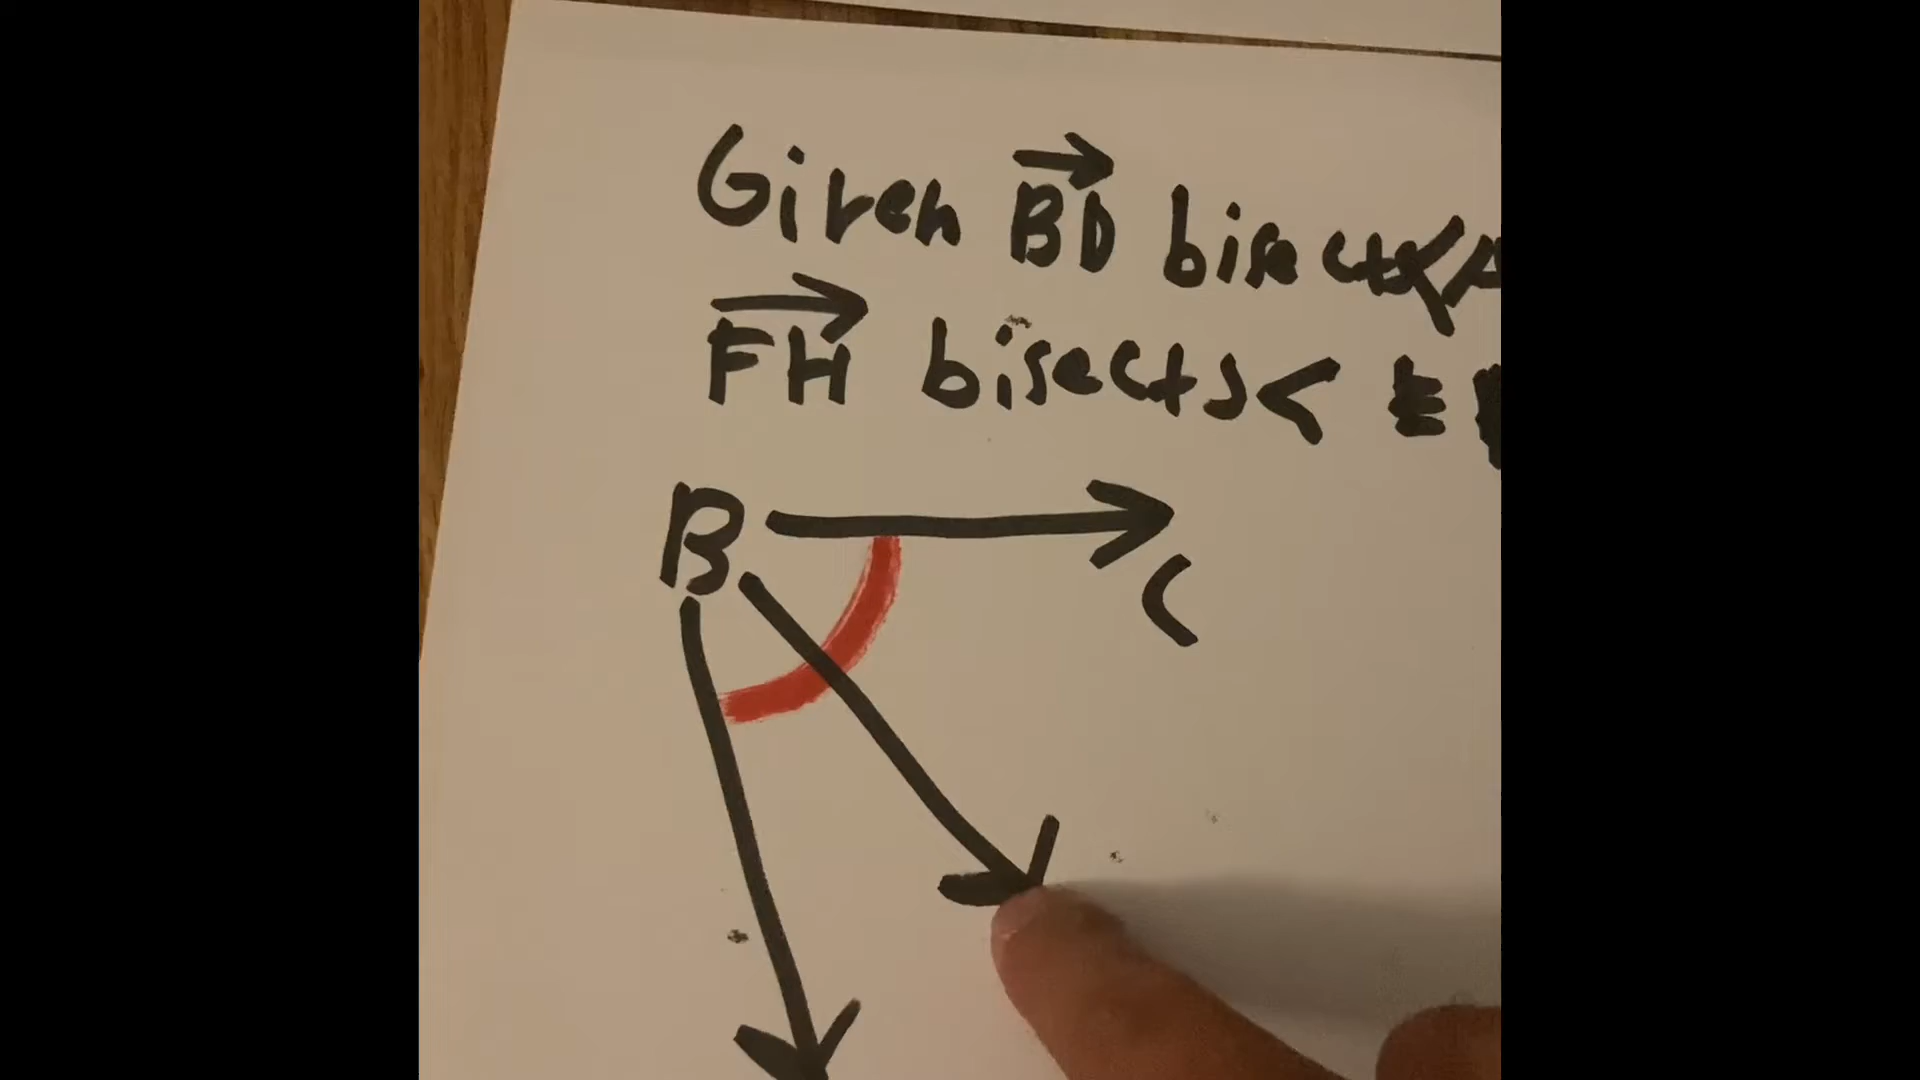 Given BD bisects <A
FH bisects < E
B
C